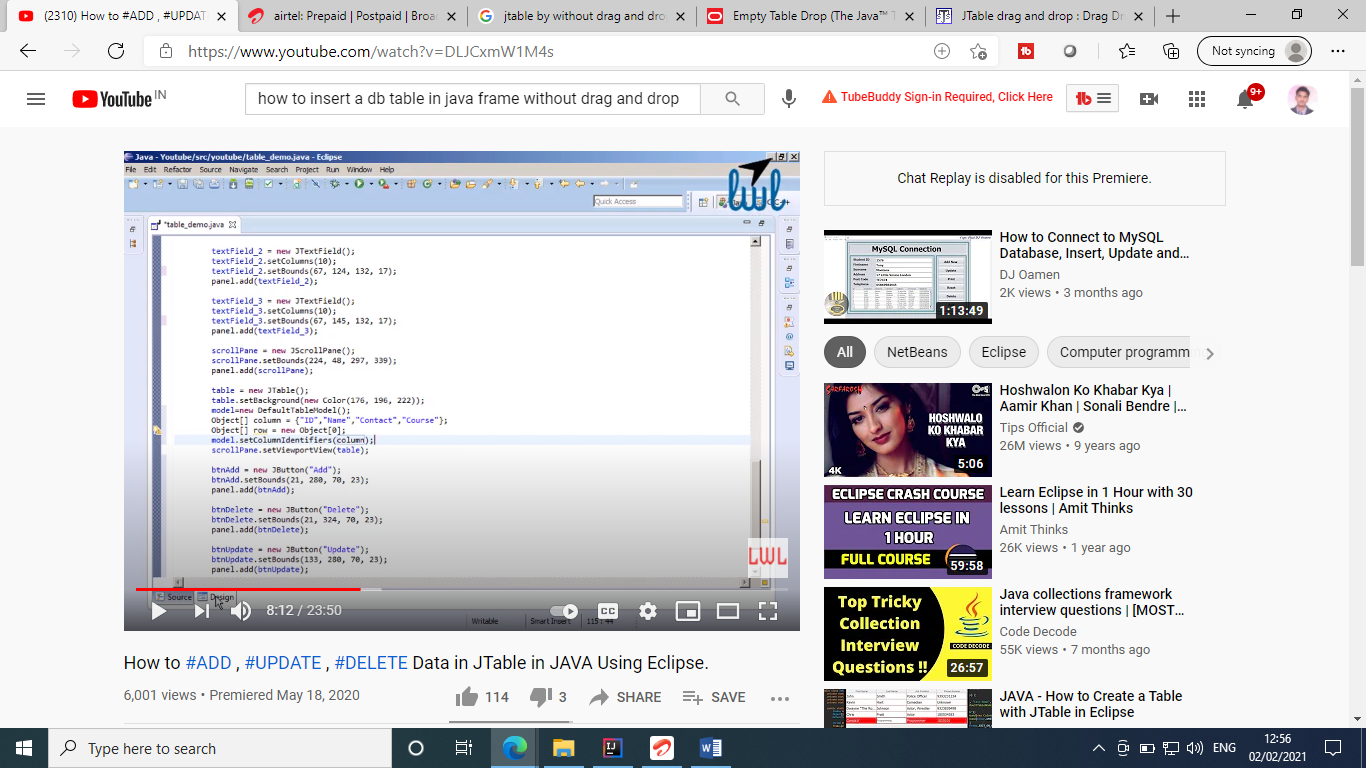 (2310) How to #ADD , #UPDAT
airtel: Prepaid | Postpaid | Broa
jtable by without drag and dro
Empty Table Drop (The Java™ T
JTable drag and drop : Drag Dr
https://www.youtube.com/watch?v=DLJCxmW1M4s
Not syncing
YouTube IN
how to insert a db table in java frame without drag and drop
TubeBuddy Sign-in Required, Click Here
9+
Java - Youtube/src/youtube/table_demo.java - Eclipse
File Edit Refactor Source Navigate Search Project Run Window Help
Quick Access
lwl
*table_demo.java
textField_2 = new JTextField();
textField_2.setColumns(10);
textField_2.setBounds(67, 124, 132, 17);
panel.add(textField_2);
textField_3 = new JTextField();
textField_3.setColumns(10);
textField_3.setBounds(67, 145, 132, 17);
panel.add(textField_3);
scrollPane = new JScrollPane();
scrollPane.setBounds(224, 48, 297, 339);
panel.add(scrollPane);
table = new JTable();
table.setBackground(new Color(176, 196, 222));
model=new DefaultTableModel();
Object[] column = {"ID","Name","Contact","Course"};
Object[] row = new Object[0];
model.setColumnIdentifiers(column);
scrollPane.setViewportView(table);
btnAdd = new JButton("Add");
btnAdd.setBounds(21, 280, 70, 23);
panel.add(btnAdd);
btnDelete = new JButton("Delete");
btnDelete.setBounds(21, 324, 70, 23);
panel.add(btnDelete);
btnUpdate = new JButton("Update");
btnUpdate.setBounds(133, 280, 70, 23);
panel.add(btnUpdate);
LWL
Source Design
8:12 / 23:50
CC
Writable Smart Insert 115 : 44
How to #ADD , #UPDATE , #DELETE Data in JTable in JAVA Using Eclipse.
6,001 views • Premiered May 18, 2020
114 3 SHARE SAVE
Chat Replay is disabled for this Premiere.
MySQL Connection
1:13:49
How to Connect to MySQL
Database, Insert, Update and...
DJ Oamen
2K views • 3 months ago
All NetBeans Eclipse Computer programm
SARFAROSH
HOSHWALO
KO KHABAR
KYA
4K
5:06
Hoshwalon Ko Khabar Kya |
Aamir Khan | Sonali Bendre |...
Tips Official
26M views • 9 years ago
ECLIPSE CRASH COURSE
LEARN ECLIPSE IN
1 HOUR
FULL COURSE
59:58
Learn Eclipse in 1 Hour with 30
lessons | Amit Thinks
Amit Thinks
26K views • 1 year ago
Top Tricky
Collection
Interview
Questions !!
Java
CODE DECODE
26:57
Java collections framework
interview questions | [MOST...
Code Decode
55K views • 7 months ago
JAVA - How to Create a Table
with JTable in Eclipse
Type here to search
ENG
12:56
02/02/2021